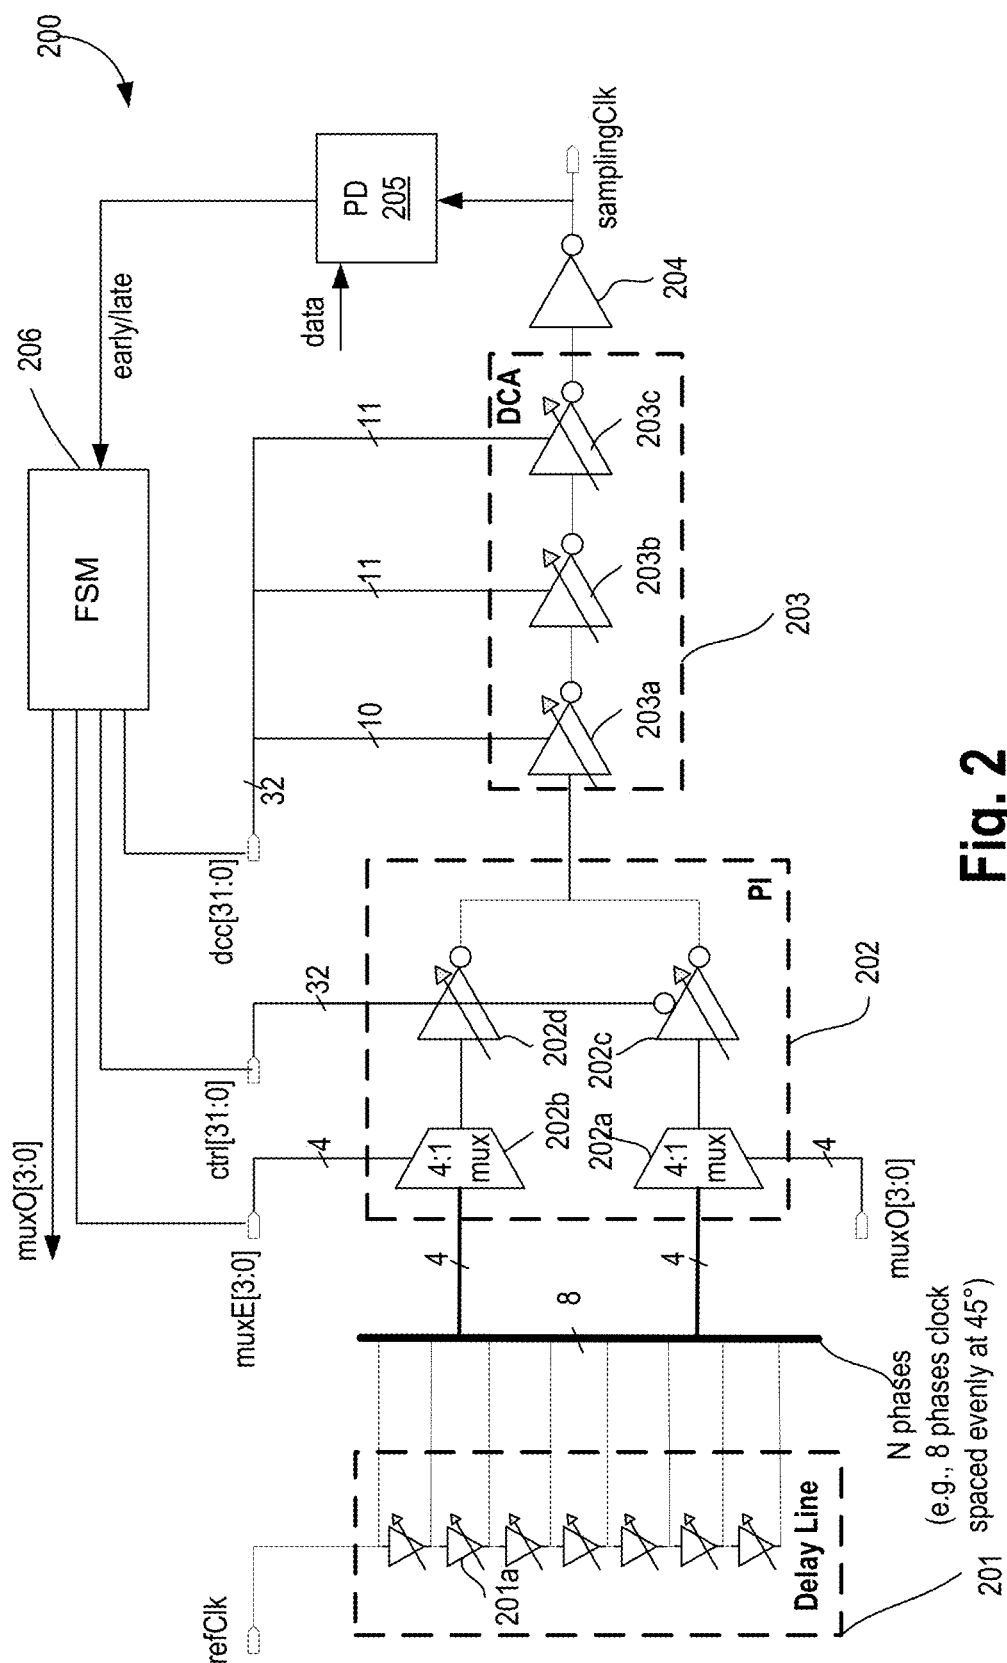 200
FSM
206
early/late
PD
205
data
samplingClk
204
DCA
11
11
10
32
203c
203b
203a
203
muxO[3:0]
muxE[3:0]
ctrl[31:0]
dcc[31:0]
4
32
PI
202d
202c
202b
202a
4:1
mux
4:1
mux
202
4
muxO[3:0]
4
4
8
N phases
(e.g., 8 phases clock
spaced evenly at 45°)
refClk
201a
Delay Line
201
Fig. 2